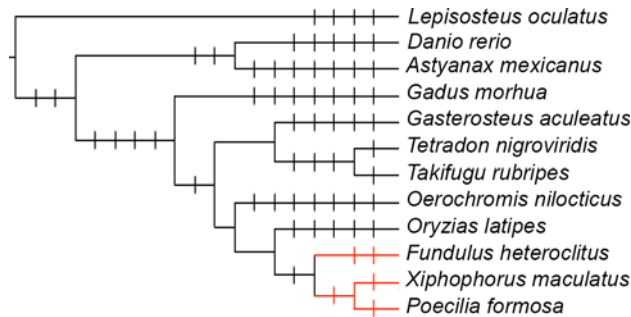 Lepisosteus oculatus
Danio rerio
Astyanax mexicanus
Gadus morhua
Gasterosteus aculeatus
Tetradon nigroviridis
Takifugu rubripes
Oerochromis nilocticus
Oryzias latipes
Fundulus heteroclitus
Xiphophorus maculatus
Poecilia formosa